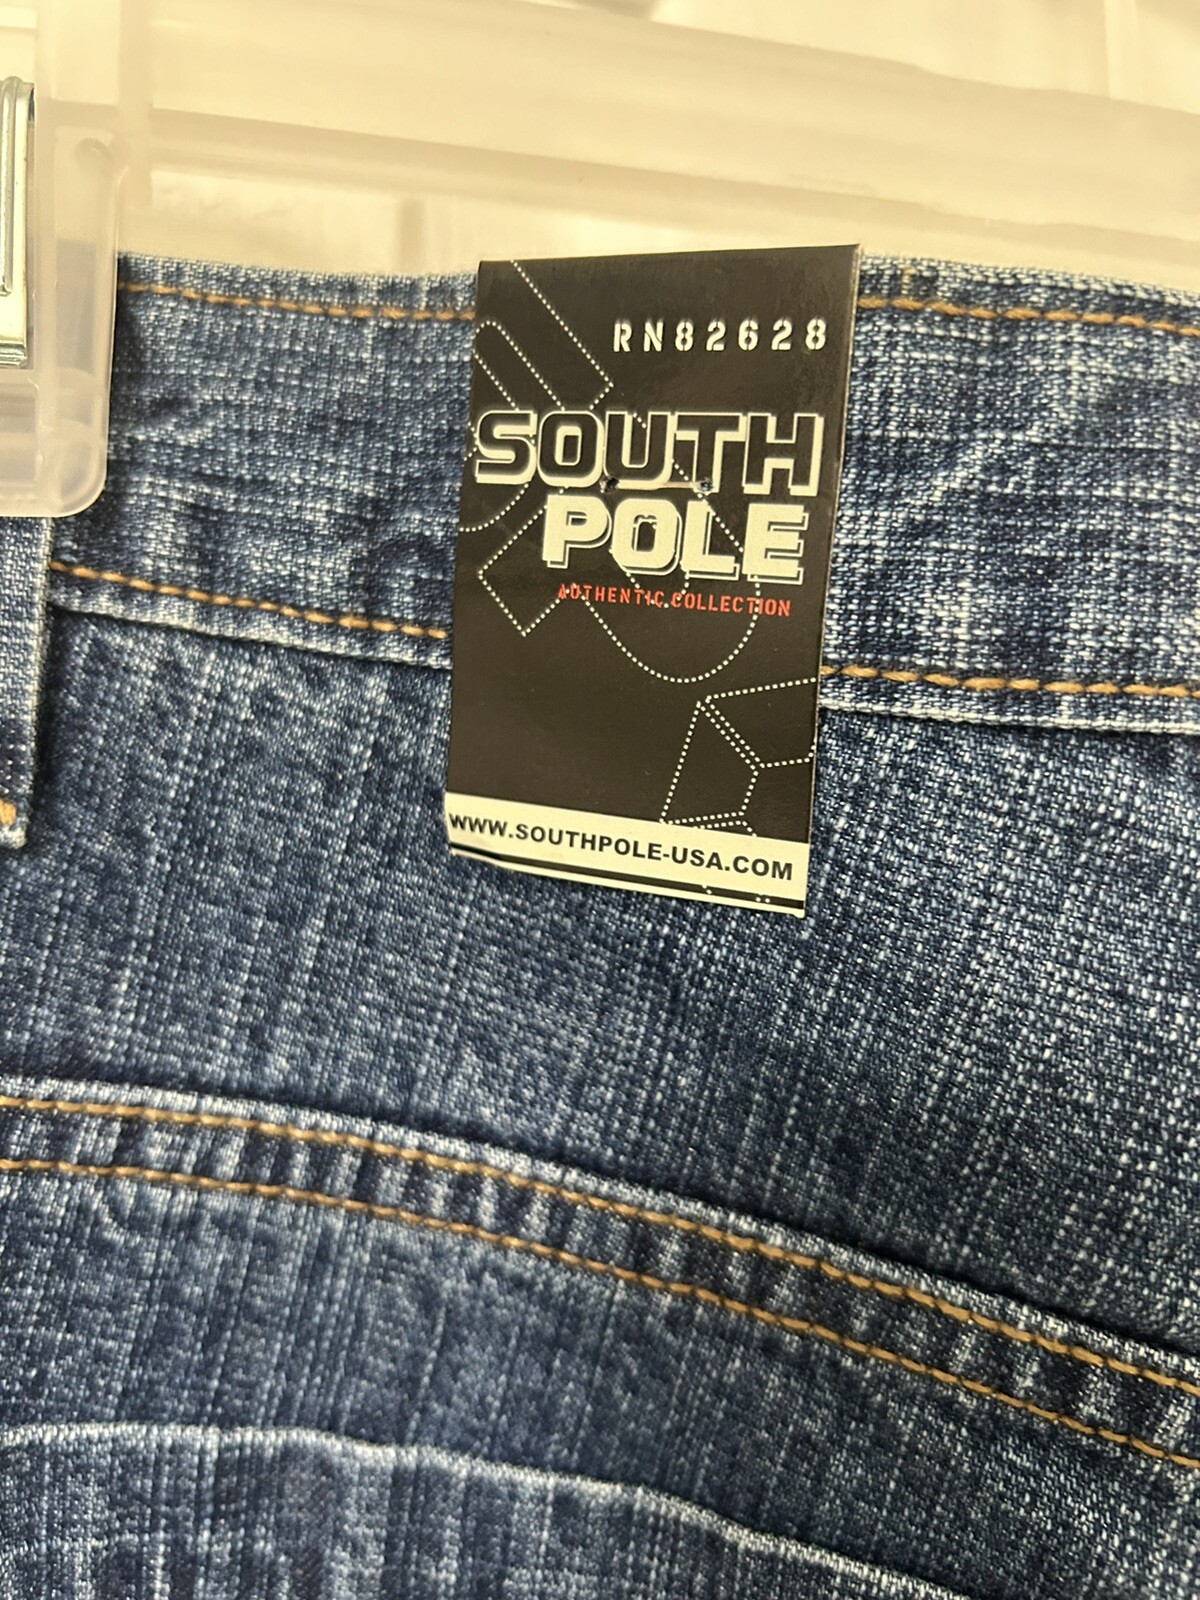 RN82628
SOUTH
POLE
AUTHENTIC COLLECTION
WWW.SOUTHPOLE-USA.COM